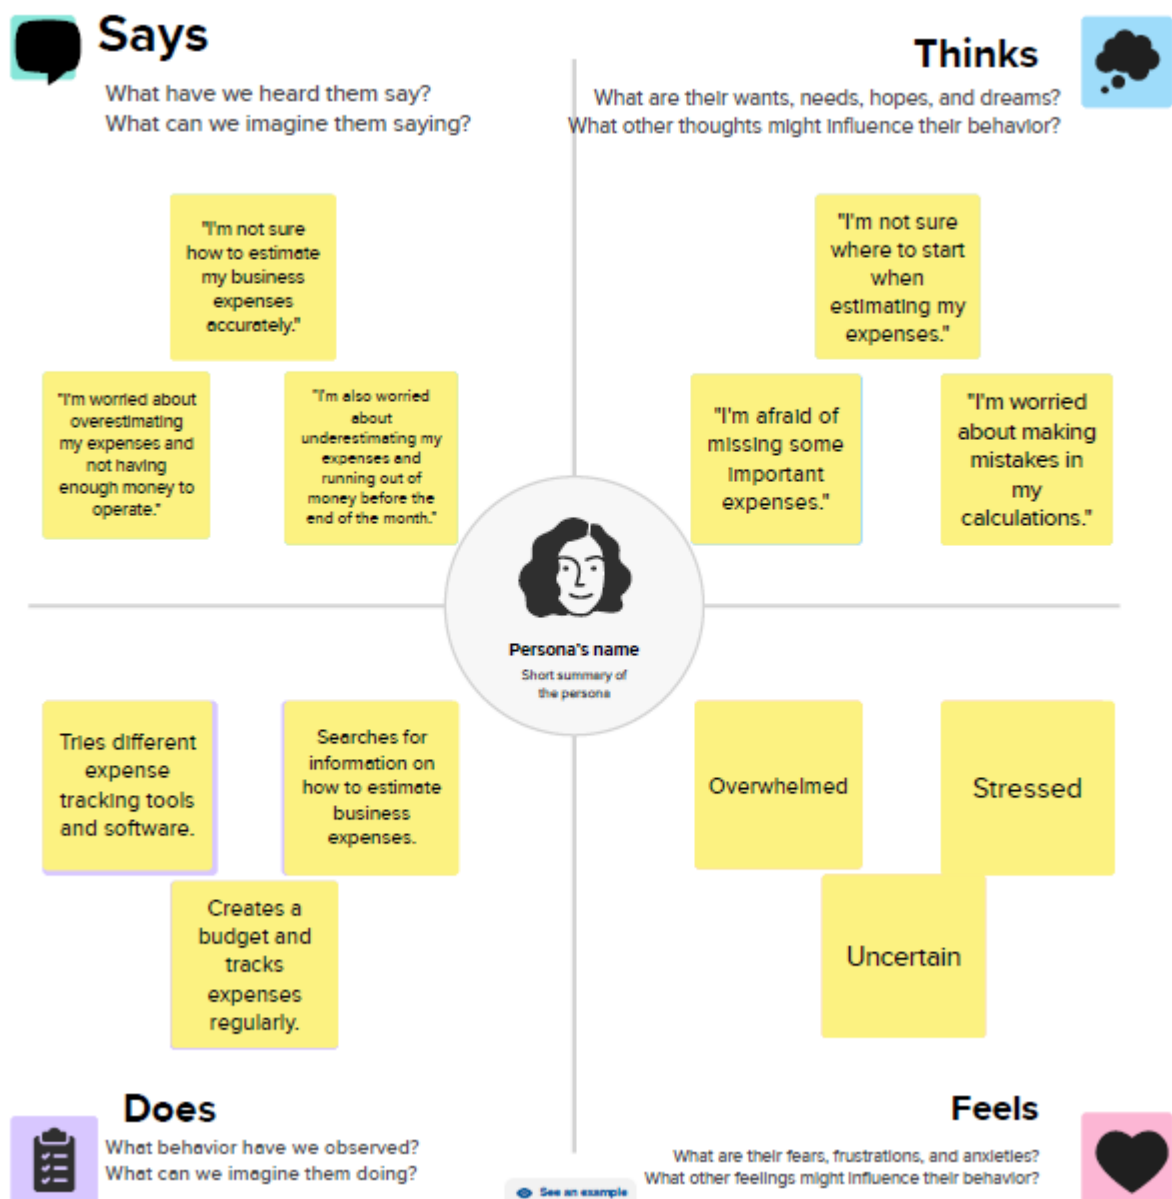 Says
What have we heard them say?
What can we imagine them saying?
Thinks
What are their wants, needs, hopes, and dreams?
What other thoughts might influence their behavior?
"I'm not sure
how to estimate
my business
expenses
accurately."
"I'm worried about
overestimating
my expenses and
not having
enough money to
operate."
"I'm also worried
about
underestimating my
expenses and
running out of
money before the
end of the month."
"I'm not sure
where to start
when
estimating my
expenses."
"I'm afraid of
missing some
important
expenses."
"I'm worried
about making
mistakes in
my
calculations."
Persona's name
Short summary of
the persona
Tries different
expense
tracking tools
and software.
Searches for
information on
how to estimate
business
expenses.
Creates a
budget and
tracks
expenses
regularly.
Overwhelmed
Stressed
Uncertain
Does
What behavior have we observed?
What can we imagine them doing?
Feels
What are their fears, frustrations, and anxieties?
What other feelings might influence their behavior?
See an example